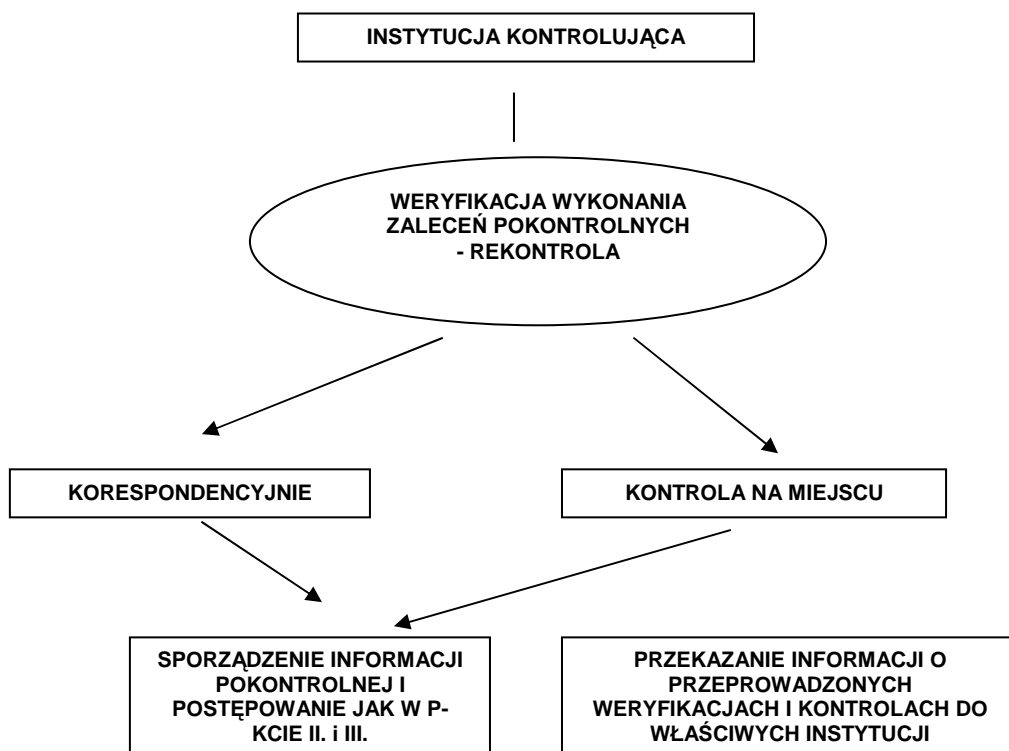 INSTYTUCJA KONTROLUJĄCA
WERYFIKACJA WYKONANIA
ZALECEŃ POKONTROLNYCH
- REKONTROLA
KORESPONDENCYJNIE
KONTROLA NA MIEJSCU
SPORZĄDZENIE INFORMACJI
POKONTROLNEJ I
POSTĘPOWANIE JAK W P-
KCIE II. i III.
PRZEKAZANIE INFORMACJI O
PRZEPROWADZONYCH
WERYFIKACJACH I KONTROLACH DO
WŁAŚCIWYCH INSTYTUCJI